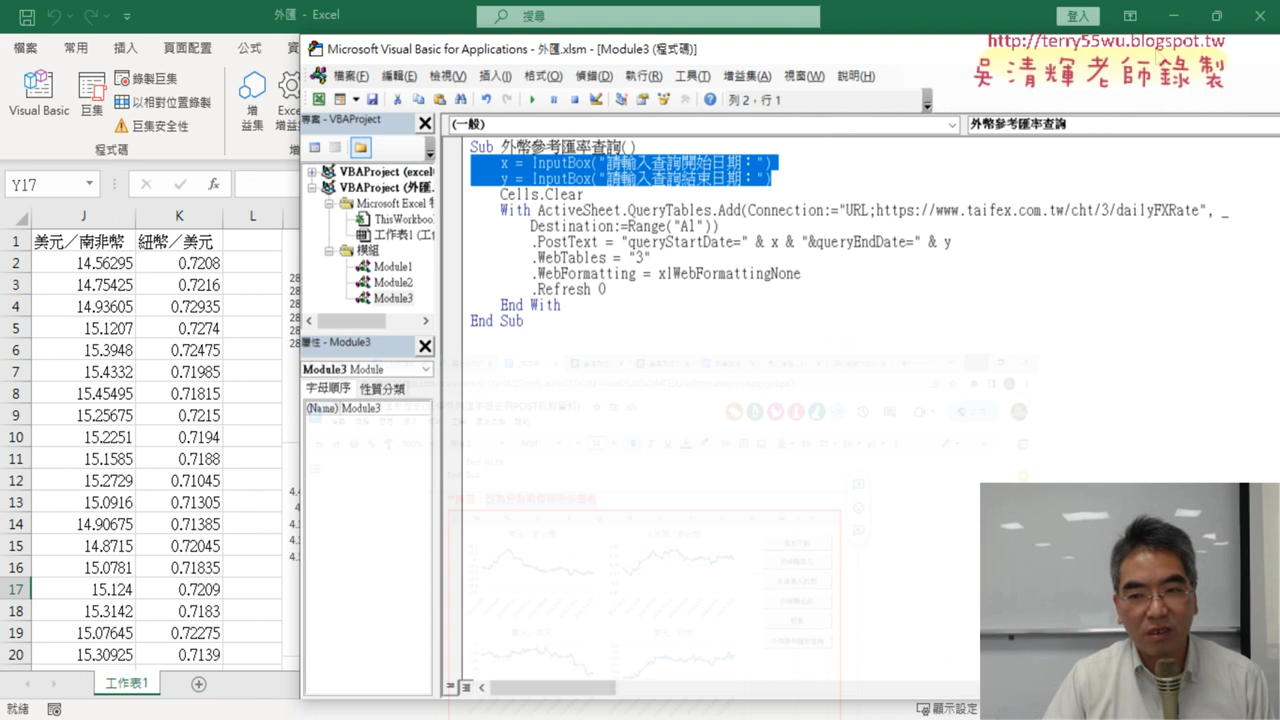 外匯 - Excel
搜尋
登入
http://terry55wu.blogspot.tw
吳清輝老師錄製
檔案 常用 插入 頁面配置 公式 資
Visual Basic
巨集
錄製巨集
以相對位置錄製
巨集安全性
程式碼
增益集
Exce
增益
Y17
fx
J K L
1 美元／南非幣 紐幣／美元
2 14.56295 0.7208
3 14.75425 0.7216
4 14.93605 0.72935
5 15.1207 0.7274
6 15.3948 0.72475
7 15.4332 0.71985
8 15.45495 0.71815
9 15.25675 0.7215
10 15.2251 0.7194
11 15.1585 0.7188
12 15.2729 0.71045
13 15.0916 0.71305
14 14.90675 0.71385
15 14.8715 0.72045
16 15.0781 0.71835
17 15.124 0.7209
18 15.3142 0.7183
19 15.07645 0.72275
20 15.30925 0.7139
工作表1
就緒
顯示設定
Microsoft Visual Basic for Applications - 外匯.xlsm - [Module3 (程式碼)]
檔案(F) 編輯(E) 檢視(V) 插入(I) 格式(O) 偵錯(D) 執行(R) 工具(T) 增益集(A) 視窗(W) 說明(H)
列 2，行 1
專案 - VBAProject
VBAProject (excel
VBAProject (外匯.
Microsoft Excel
ThisWorkboo
工作表1 (工
模組
Module1
Module2
Module3
屬性 - Module3
Module3 Module
字母順序 性質分類
(Name) Module3
(一般)
外幣參考匯率查詢
Sub 外幣參考匯率查詢()
x = InputBox("請輸入查詢開始日期：")
y = InputBox("請輸入查詢結束日期：")
Cells.Clear
With ActiveSheet.QueryTables.Add(Connection:="URL;https://www.taifex.com.tw/cht/3/dailyFXRate", _
Destination:=Range("A1"))
.PostText = "queryStartDate=" & x & "&queryEndDate=" & y
.WebTables = "3"
.WebFormatting = xlWebFormattingNone
.Refresh 0
End With
End Sub